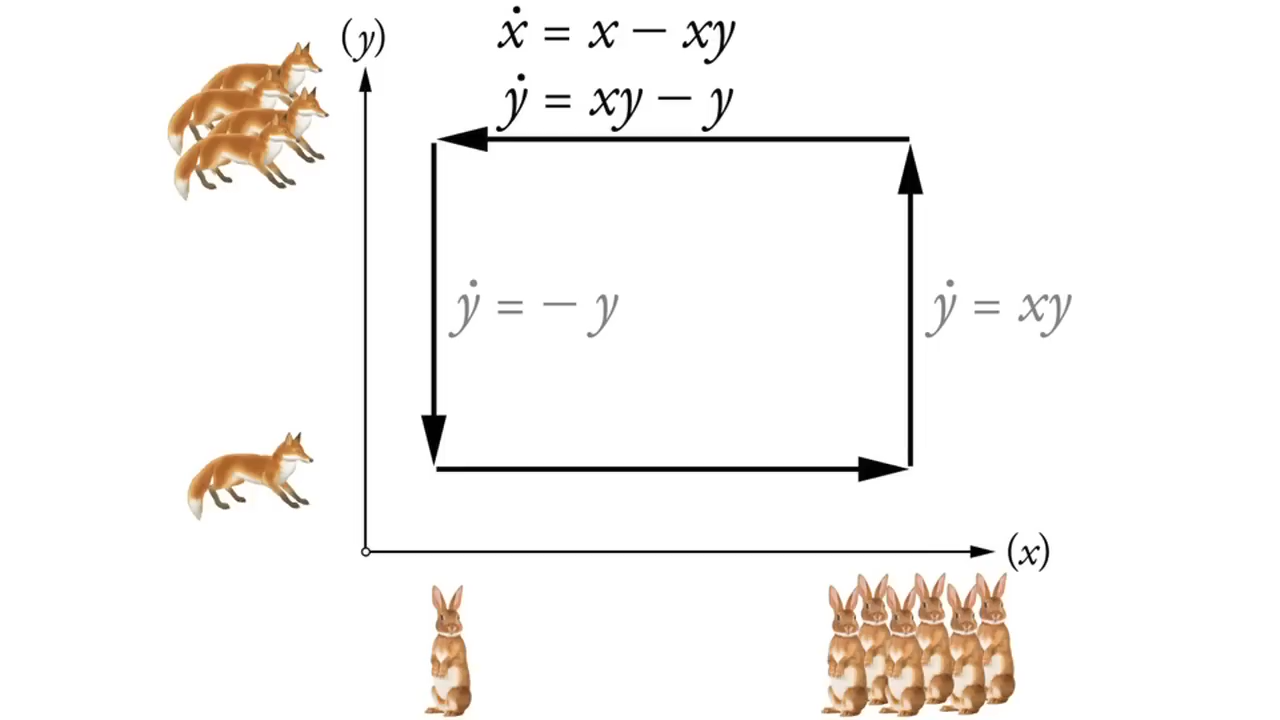 (y)
ẋ = x − xy
ẏ = xy − y
ẏ = − y
ẏ = xy
(x)